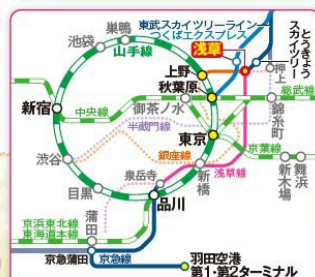 東武スカイツリーライン
つくばエクスプレス
とうきょう
スカイツリー
巣鴨
池袋
山手線
浅草
上野
押上
秋葉原
新宿
御茶ノ水
総武線
中央線
錦糸町
半蔵門線
東京
渋谷
銀座線
京葉線
泉岳寺
浅草線
新橋
新木場
舞浜
目黒
品川
京浜東北線
東海道本線
蒲田
京急蒲田
京急線
羽田空港
第1・第2ターミナル